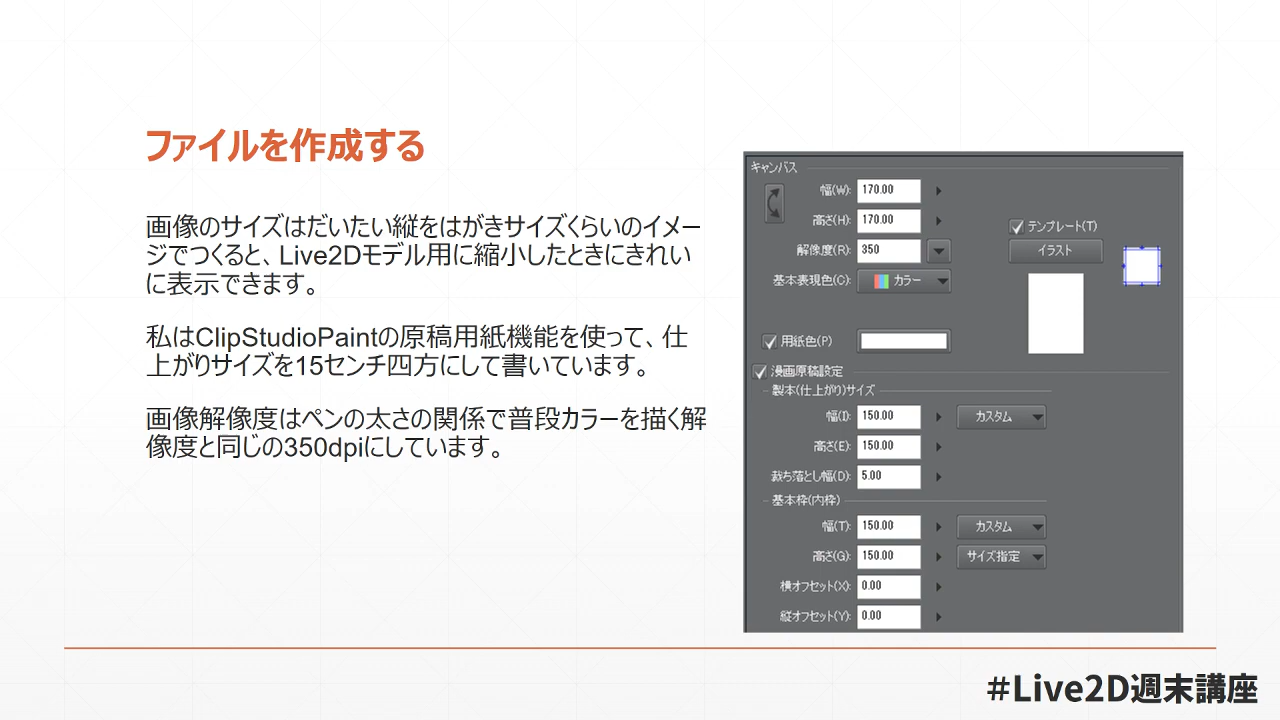 ファイルを作成する
画像のサイズはだいたい縦をはがきサイズくらいのイメー
ジでつくると、Live2Dモデル用に縮小したときにきれい
に表示できます。
私はClipStudioPaintの原稿用紙機能を使って、仕
上がりサイズを15センチ四方にして書いています。
画像解像度はペンの太さの関係で普段カラーを描く解
像度と同じの350dpiにしています。
キャンバス
幅(W): 170.00
高さ(H): 170.00
解像度(R): 350
基本表現色(C): カラー
テンプレート(T)
イラスト
用紙色(P)
漫画原稿設定
製本(仕上がり)サイズ
幅(I): 150.00 カスタム
高さ(E): 150.00
裁ち落とし幅(D): 5.00
基本枠(内枠)
幅(T): 150.00 カスタム
高さ(G): 150.00 サイズ指定
横オフセット(X): 0.00
縦オフセット(Y): 0.00
#Live2D週末講座